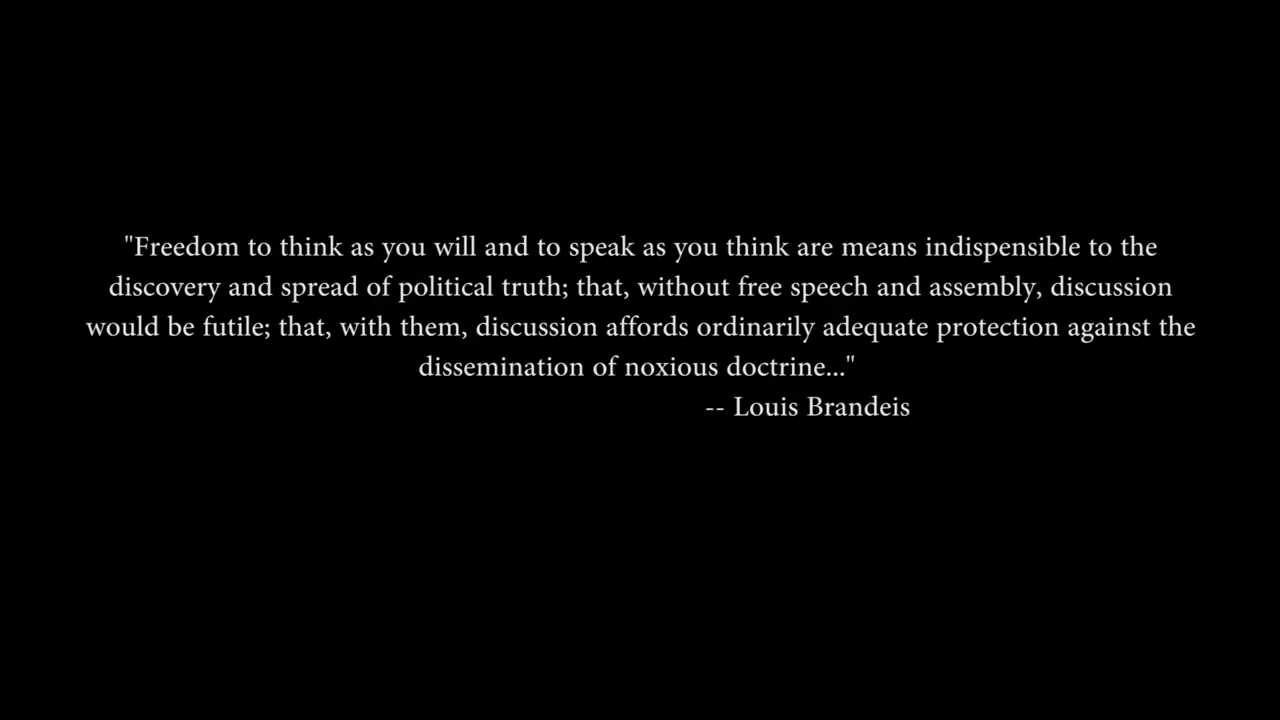 "Freedom to think as you will and to speak as you think are means indispensible to the
discovery and spread of political truth; that, without free speech and assembly, discussion
would be futile; that, with them, discussion affords ordinarily adequate protection against the
dissemination of noxious doctrine..."
-- Louis Brandeis